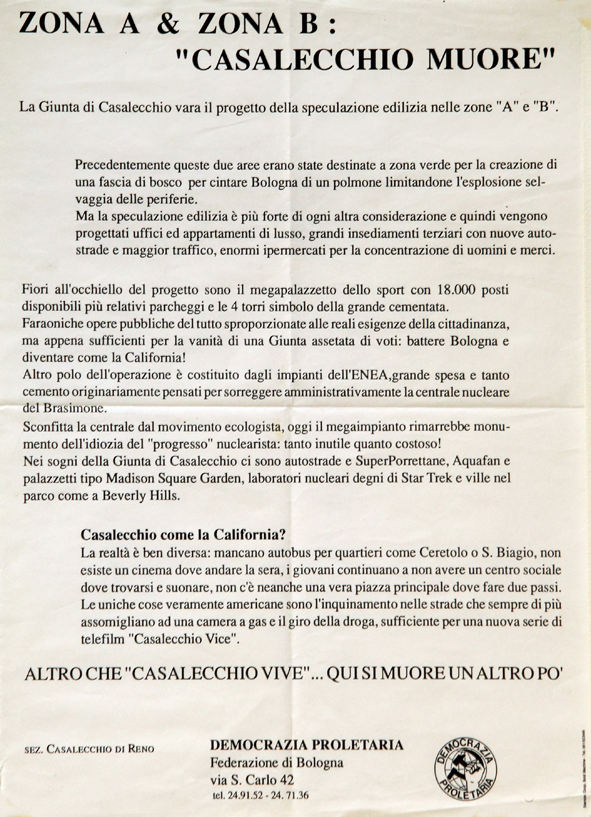 ZONA A & ZONA B :
"CASALECCHIO MUORE"
La Giunta di Casalecchio vara il progetto della speculazione edilizia nelle zone "A" e "B".
Precedentemente queste due aree erano state destinate a zona verde per la creazione di
una fascia di bosco per cintare Bologna di un polmone limitandone l'esplosione sel-
vaggia delle periferie.
Ma la speculazione edilizia è più forte di ogni altra considerazione e quindi vengono
progettati uffici ed appartamenti di lusso, grandi insediamenti terziari con nuove auto-
strade e maggior traffico, enormi ipermercati per la concentrazione di uomini e merci.
Fiori all'occhiello del progetto sono il megapalazzetto dello sport con 18.000 posti
disponibili più relativi parcheggi e le 4 torri simbolo della grande cementata.
Faraoniche opere pubbliche del tutto sproporzionate alle reali esigenze della cittadinanza,
ma appena sufficienti per la vanità di una Giunta assetata di voti: battere Bologna e
diventare come la California!
Altro polo dell'operazione è costituito dagli impianti dell'ENEA,grande spesa e tanto
cemento originariamente pensati per sorreggere amministrativamente la centrale nucleare
del Brasimone.
Sconfitta la centrale dal movimento ecologista, oggi il megaimpianto rimarrebbe monu-
mento dell'idiozia del "progresso" nuclearista: tanto inutile quanto costoso!
Nei sogni della Giunta di Casalecchio ci sono autostrade e SuperPorrettane, Aquafan e
palazzetti tipo Madison Square Garden, laboratori nucleari degni di Star Trek e ville nel
parco come a Beverly Hills.
Casalecchio come la California?
La realtà è ben diversa: mancano autobus per quartieri come Ceretolo o S. Biagio, non
esiste un cinema dove andare la sera, i giovani continuano a non avere un centro sociale
dove trovarsi e suonare, non c'è neanche una vera piazza principale dove fare due passi.
Le uniche cose veramente americane sono l'inquinamento nelle strade che sempre di più
assomigliano ad una camera a gas e il giro della droga, sufficiente per una nuova serie di
telefilm "Casalecchio Vice".
ALTRO CHE "CASALECCHIO VIVE"... QUI SI MUORE UN ALTRO PO'
SEZ. CASALECCHIO DI RENO
DEMOCRAZIA PROLETARIA
Federazione di Bologna
via S. Carlo 42
tel. 24.91.52 - 24. 71.36
DEMOCRAZIA
PROLETARIA